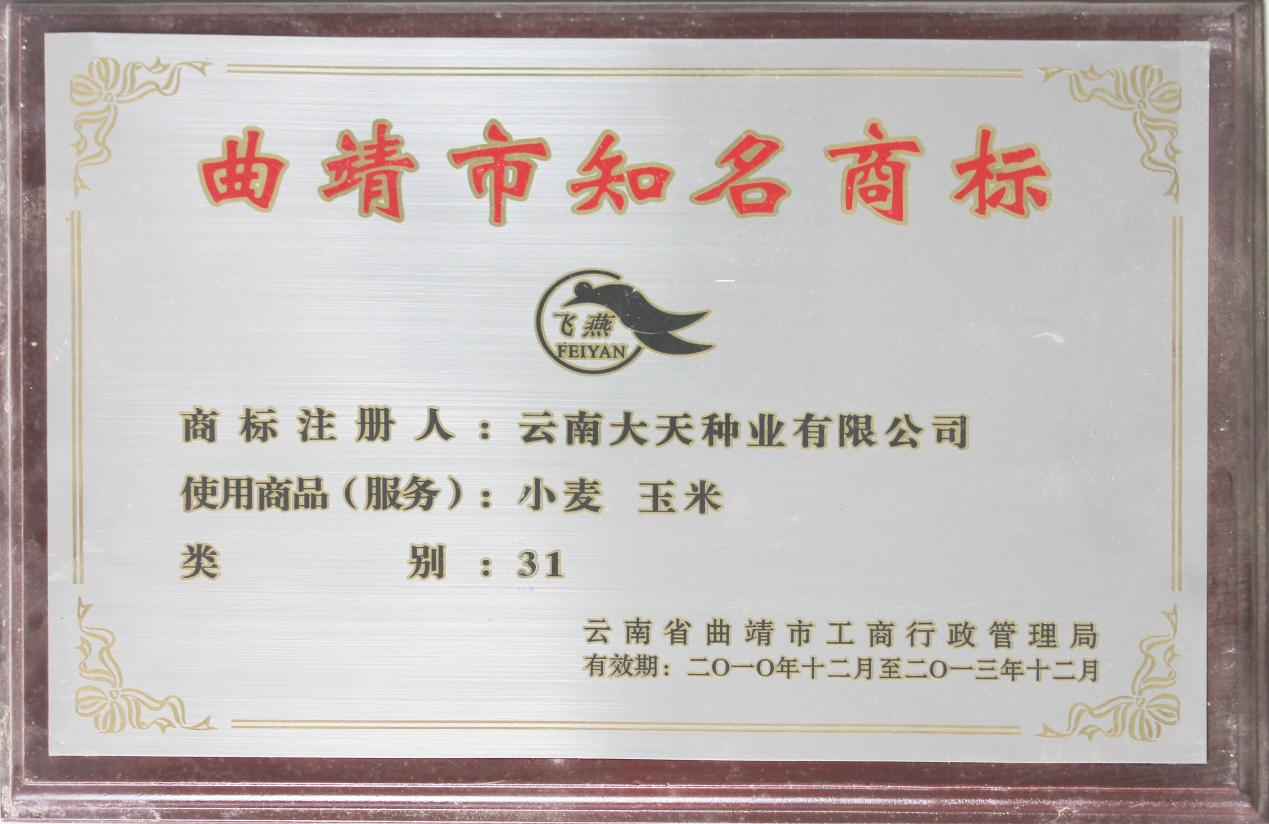 曲靖市知名商标
飞燕
FEIYAN
商标注册人：云南大天种业有限公司
使用商品（服务）：小麦 玉米
类别：31
云南省曲靖市工商行政管理局
有效期：二〇一〇年十二月至二〇一三年十二月